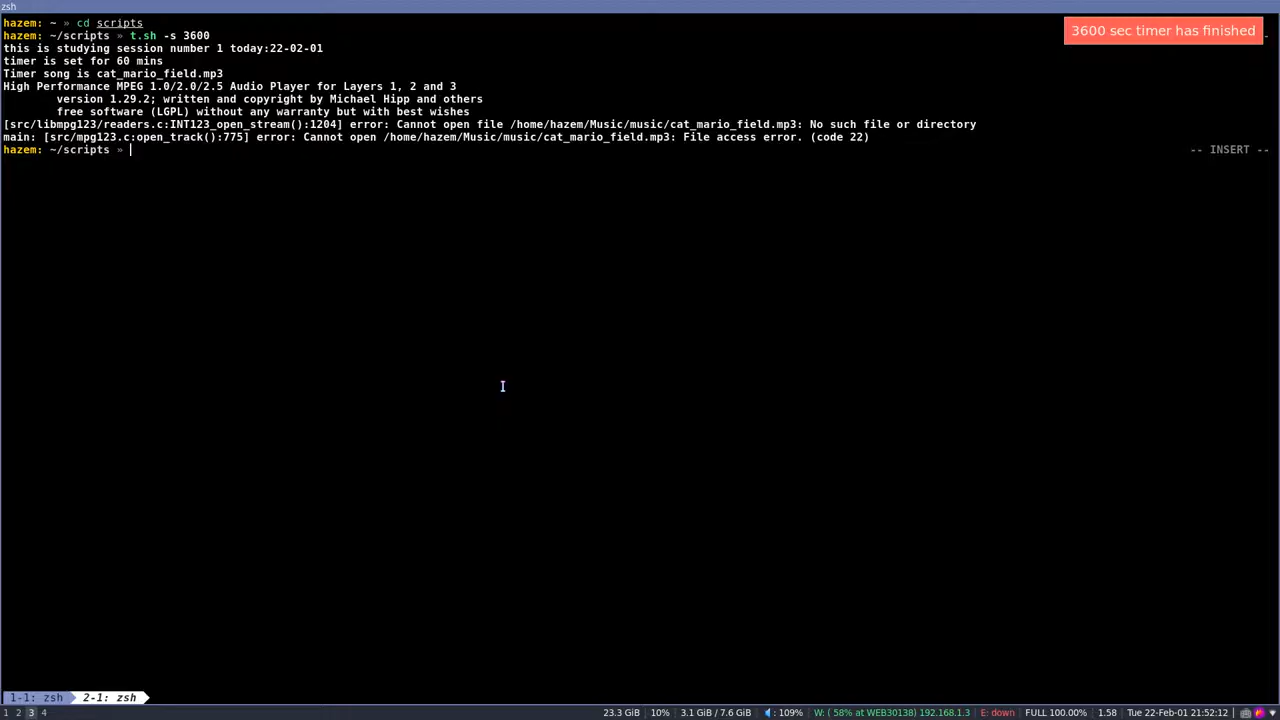 zsh
hazem: ~ » cd scripts
hazem: ~/scripts » t.sh -s 3600
3600 sec timer has finished
this is studying session number 1 today:22-02-01
timer is set for 60 mins
Timer song is cat_mario_field.mp3
High Performance MPEG 1.0/2.0/2.5 Audio Player for Layers 1, 2 and 3
version 1.29.2; written and copyright by Michael Hipp and others
free software (LGPL) without any warranty but with best wishes
[src/libmpg123/readers.c:INT123_open_stream():1204] error: Cannot open file /home/hazem/Music/music/cat_mario_field.mp3: No such file or directory
main: [src/mpg123.c:open_track():775] error: Cannot open /home/hazem/Music/music/cat_mario_field.mp3: File access error. (code 22)
hazem: ~/scripts » -- INSERT --
1-1: zsh 2-1: zsh
1 2 3 4 23.3 GiB 10% 3.1 GiB / 7.6 GiB : 109% W: ( 58% at WEB30138) 192.168.1.3 E: down FULL 100.00% 1.58 Tue 22-Feb-01 21:52:12